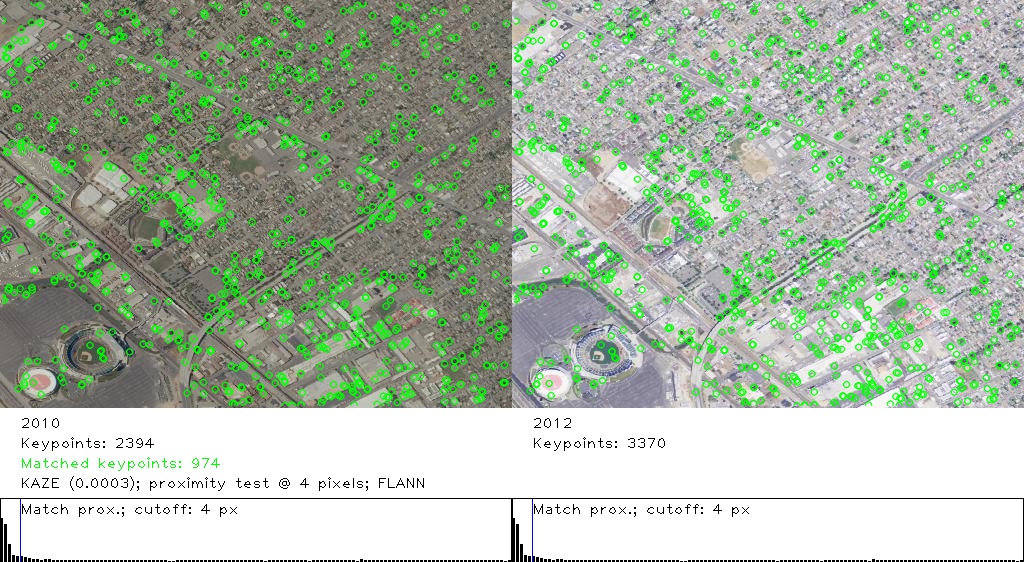 2010
Keypoints: 2394
Matched keypoints: 974
KAZE (0.0003); proximity test @ 4 pixels; FLANN
2012
Keypoints: 3370
Match prox.; cutoff: 4 px
Match prox.; cutoff: 4 px